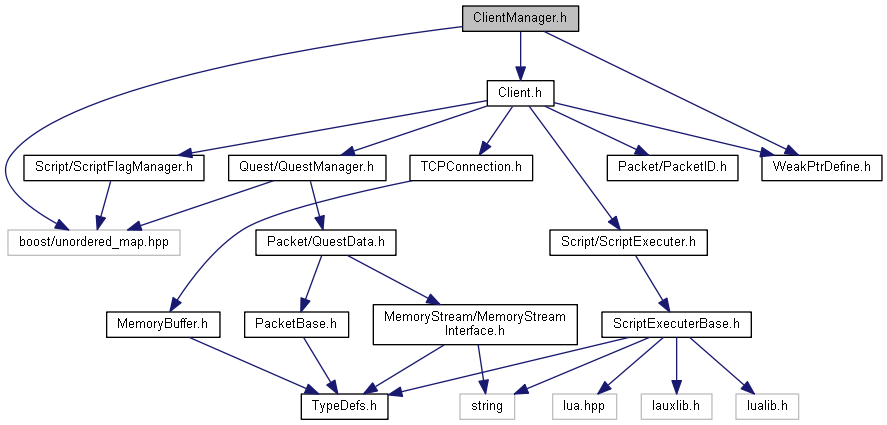 ClientManager.h
Client.h
Script/ScriptFlagManager.h
Quest/QuestManager.h
TCPConnection.h
Packet/PacketID.h
WeakPtrDefine.h
boost/unordered_map.hpp
Packet/QuestData.h
Script/ScriptExecuter.h
MemoryBuffer.h
PacketBase.h
MemoryStream/MemoryStream
Interface.h
ScriptExecuterBase.h
TypeDefs.h
string
lua.hpp
lauxlib.h
lualib.h